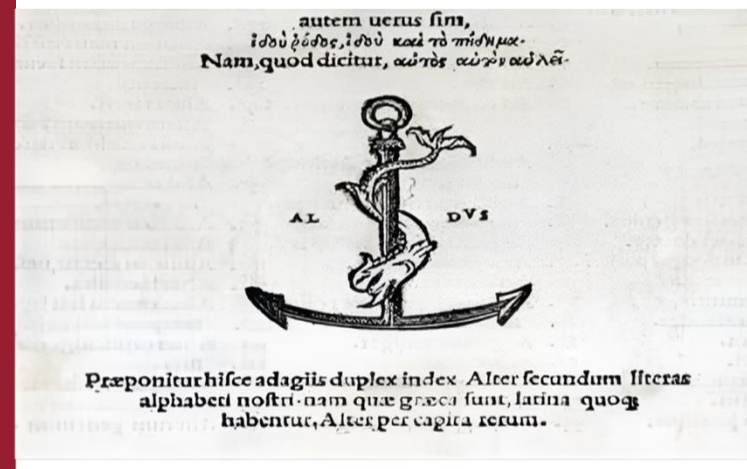 autem uerus sim,
ἰδοὺ ῥόδος, ἰδοὺ καὶ τὸ πήδημα·
Nam, quod dicitur, αὐτὸς αὑτὸν αὐλεῖ·
AL DVS
Præponitur hisce adagiis duplex index. Alter secundum literas
alphabeti nostri· nam quæ græca sunt, latina quoqꝫ
habentur, Alter per capita rerum.